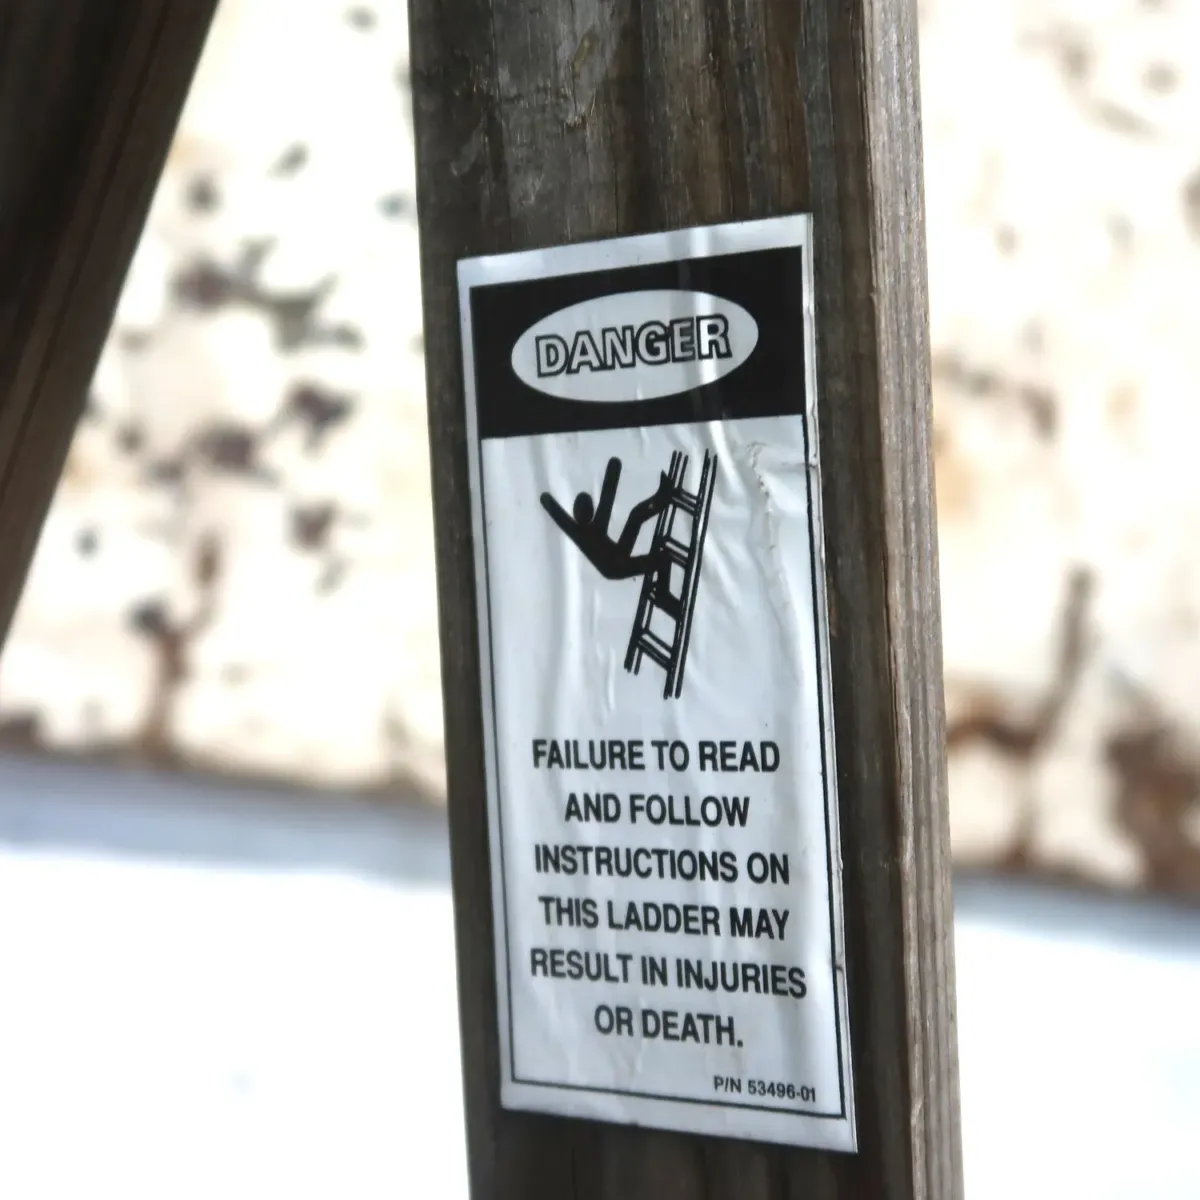 DANGER
FAILURE TO READ
AND FOLLOW
INSTRUCTIONS ON
THIS LADDER MAY
RESULT IN INJURIES
OR DEATH.
P/N 53496-01